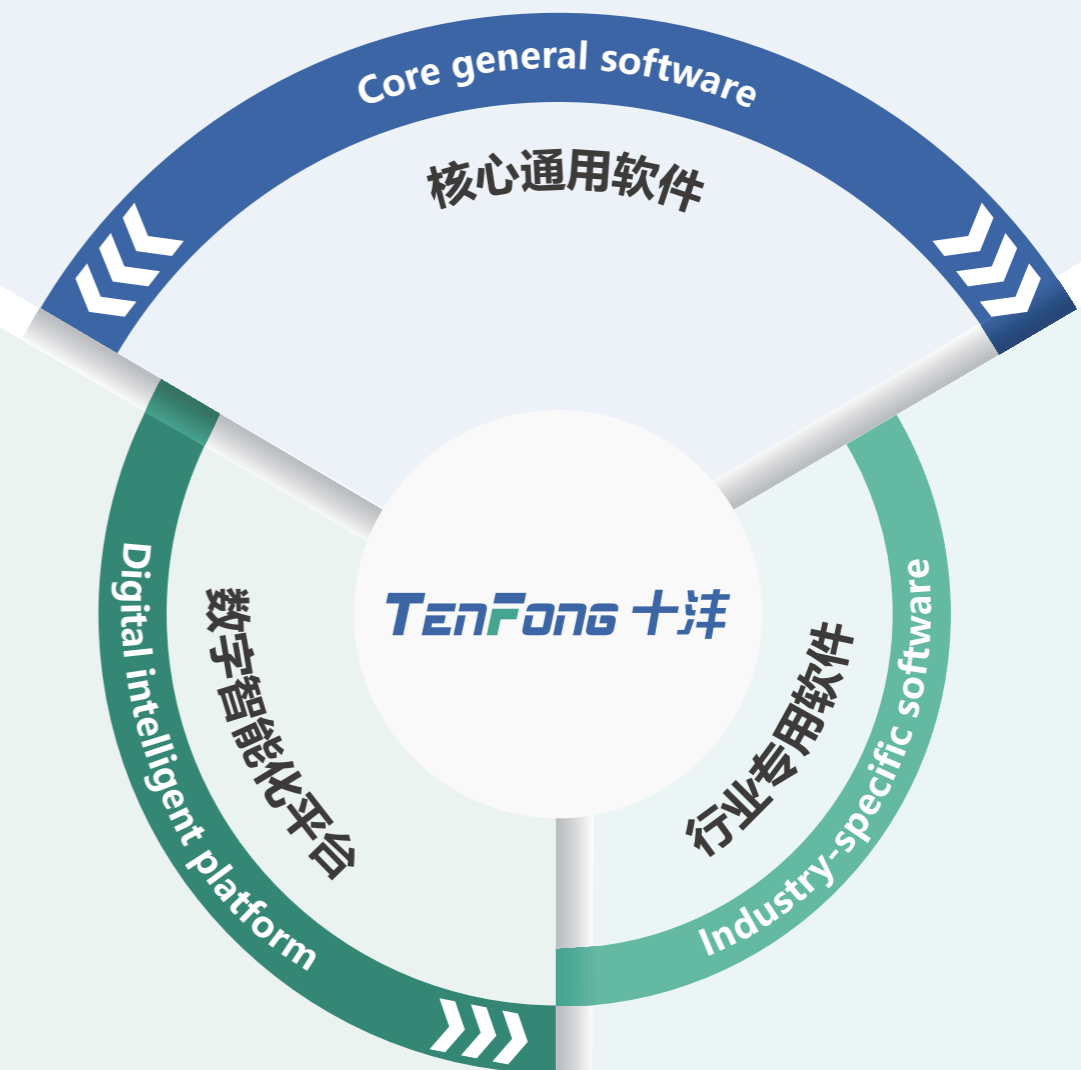 Core general software
核心通用软件
TenFong 十沣
Digital intelligent platform
数字智能化平台
行业专用软件
Industry-specific software